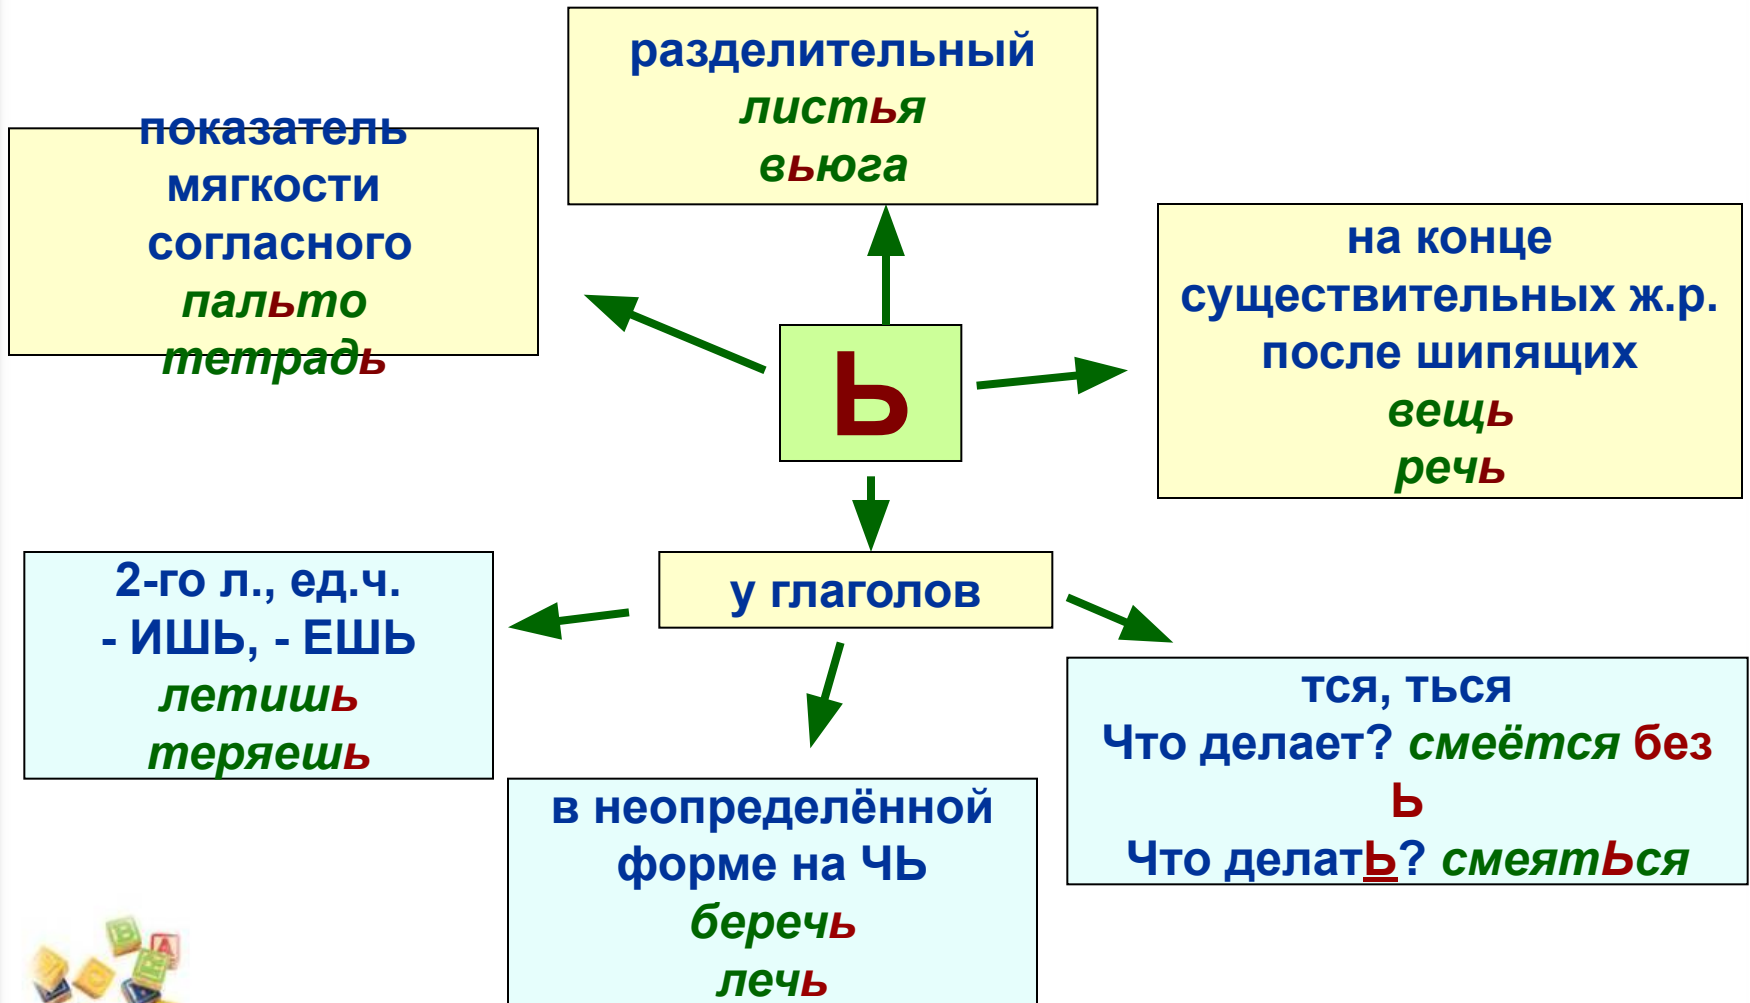 разделительный
листья
вьюга
показатель
мягкости
согласного
пальто
тетрадь
на конце
существительных ж.р.
после шипящих
вещь
речь
Ь
у глаголов
2-го л., ед.ч.
- ИШЬ, - ЕШЬ
летишь
теряешь
в неопределённой
форме на ЧЬ
беречь
лечь
тся, ться
Что делает? смеётся без
Ь
Что делатЬ? смеятЬся
В
А
R